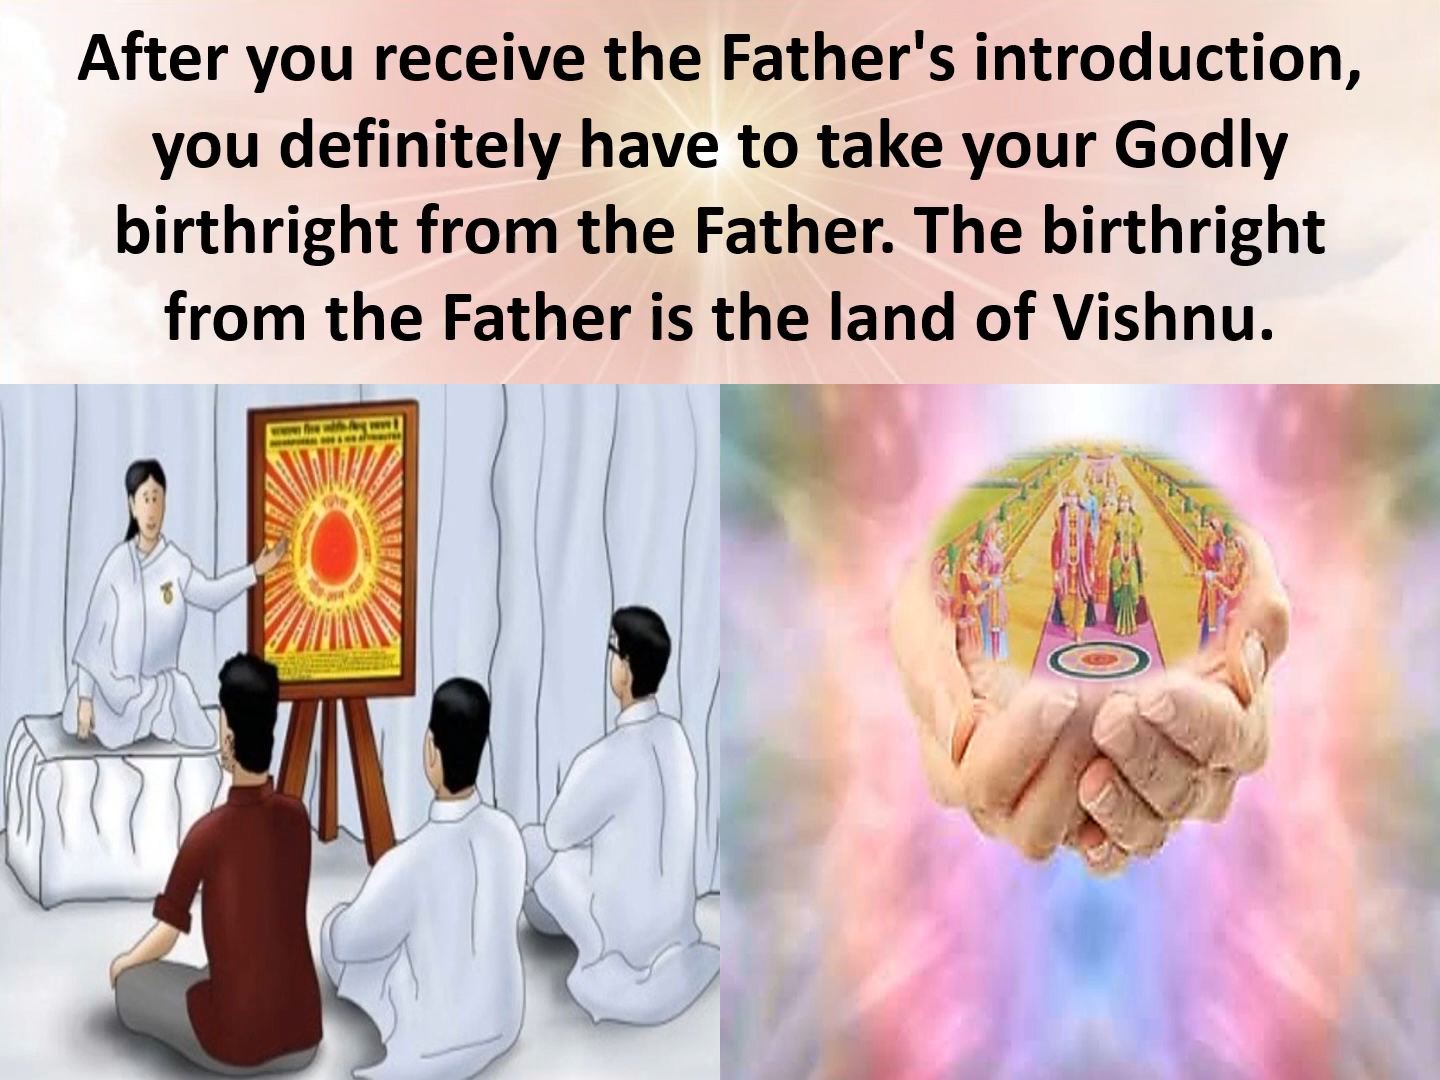 After you receive the Father's introduction,
you definitely have to take your Godly
birthright from the Father. The birthright
from the Father is the land of Vishnu.